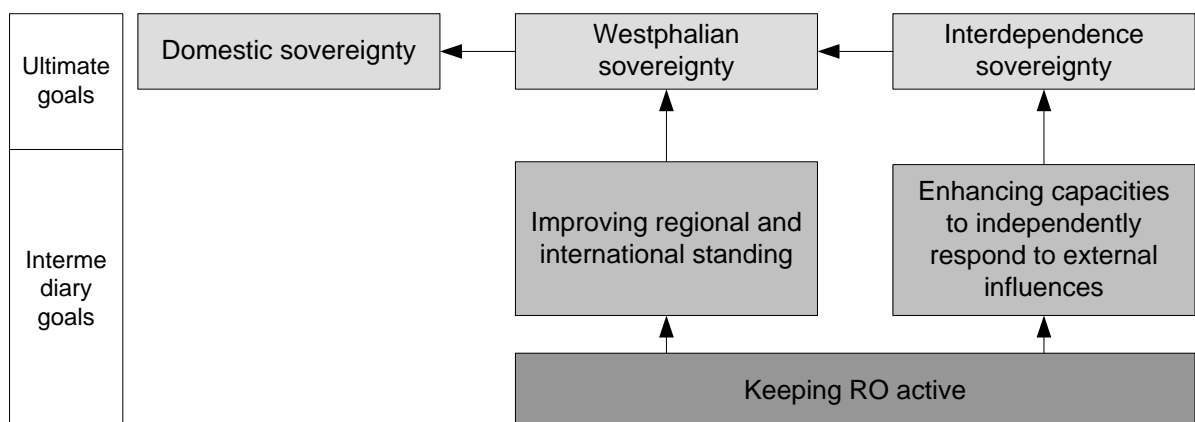 Ultimate
goals
Domestic sovereignty
Westphalian
sovereignty
Interdependence
sovereignty
Interme
diary
goals
Improving regional and
international standing
Enhancing capacities
to independently
respond to external
influences
Keeping RO active